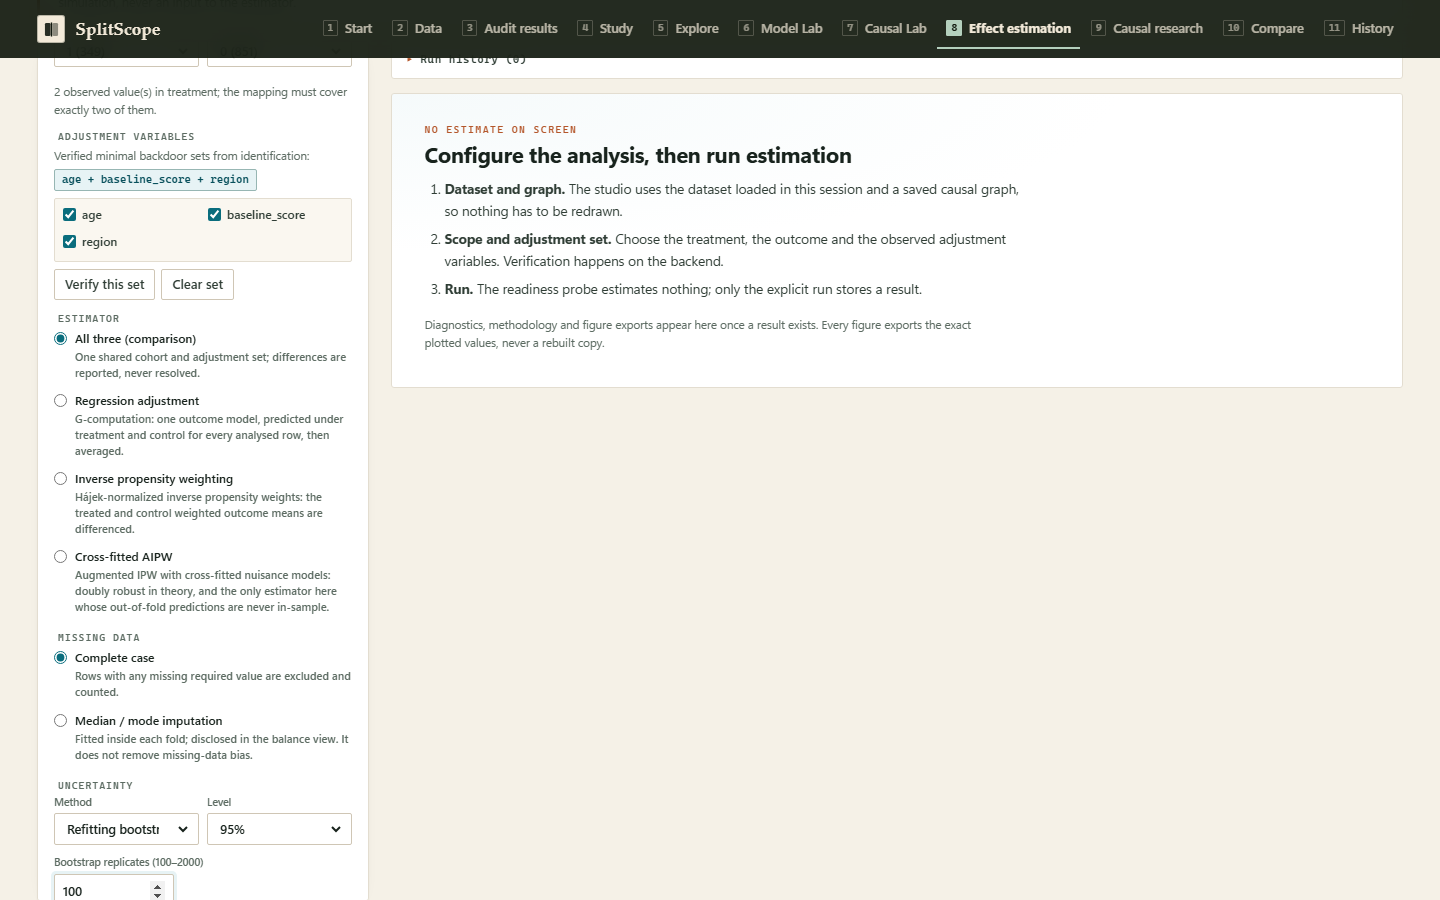 SplitScope
1 Start
2 Data
3 Audit results
4 Study
5 Explore
6 Model Lab
7 Causal Lab
8 Effect estimation
9 Causal research
10 Compare
11 History
Run history (0)
2 observed value(s) in treatment; the mapping must cover
exactly two of them.
ADJUSTMENT VARIABLES
Verified minimal backdoor sets from identification:
age + baseline_score + region
age
baseline_score
region
Verify this set
Clear set
ESTIMATOR
All three (comparison)
One shared cohort and adjustment set; differences are
reported, never resolved.
Regression adjustment
G-computation: one outcome model, predicted under
treatment and control for every analysed row, then
averaged.
Inverse propensity weighting
Hájek-normalized inverse propensity weights: the
treated and control weighted outcome means are
differenced.
Cross-fitted AIPW
Augmented IPW with cross-fitted nuisance models:
doubly robust in theory, and the only estimator here
whose out-of-fold predictions are never in-sample.
MISSING DATA
Complete case
Rows with any missing required value are excluded and
counted.
Median / mode imputation
Fitted inside each fold; disclosed in the balance view. It
does not remove missing-data bias.
UNCERTAINTY
Method
Level
Refitting bootstr
95%
Bootstrap replicates (100–2000)
100
NO ESTIMATE ON SCREEN
Configure the analysis, then run estimation
1. Dataset and graph. The studio uses the dataset loaded in this session and a saved causal graph,
so nothing has to be redrawn.
2. Scope and adjustment set. Choose the treatment, the outcome and the observed adjustment
variables. Verification happens on the backend.
3. Run. The readiness probe estimates nothing; only the explicit run stores a result.
Diagnostics, methodology and figure exports appear here once a result exists. Every figure exports the exact
plotted values, never a rebuilt copy.